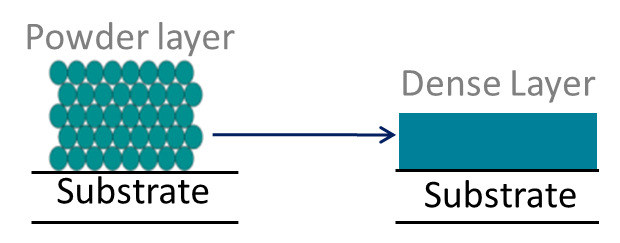 Powder layer
Dense Layer
Substrate
Substrate